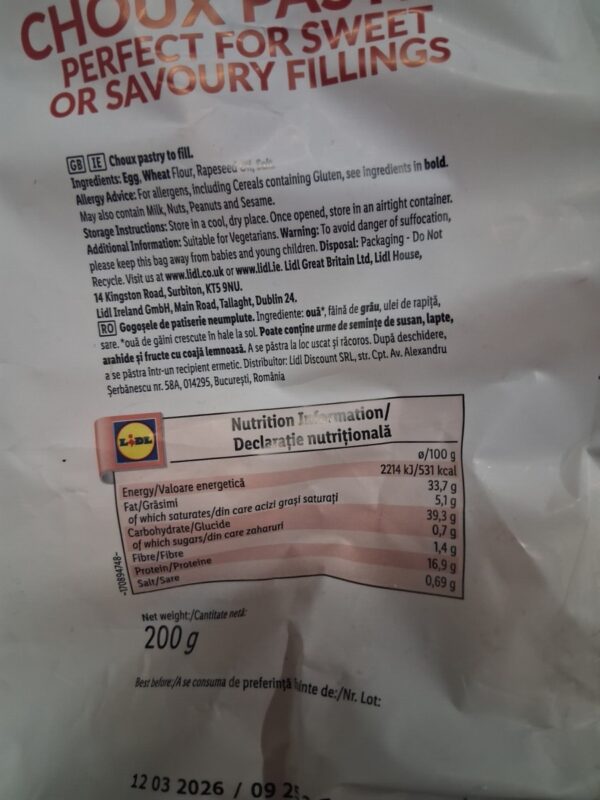 CHOUX
PERFECT FOR SWEET
OR SAVOURY FILLINGS
GB IE Choux pastry to fill.
Ingredients: Egg, Wheat Flour, Rapeseed Oil, Salt.
Allergy Advice: For allergens, including Cereals containing Gluten, see ingredients in bold.
May also contain Milk, Nuts, Peanuts and Sesame.
Storage Instructions: Store in a cool, dry place. Once opened, store in an airtight container.
Additional Information: Suitable for Vegetarians. Warning: To avoid danger of suffocation,
please keep this bag away from babies and young children. Disposal: Packaging - Do Not
Recycle. Visit us at www.lidl.co.uk or www.lidl.ie. Lidl Great Britain Ltd, Lidl House,
14 Kingston Road, Surbiton, KT5 9NU.
Lidl Ireland GmbH, Main Road, Tallaght, Dublin 24.
RO Gogoșele de patiserie neumplute. Ingrediente: ouă*, făină de grâu, ulei de rapiță,
sare. *ouă de găini crescute în hale la sol. Poate conține urme de semințe de susan, lapte,
arahide și fructe cu coajă lemnoasă. A se păstra la loc uscat și răcoros. După deschidere,
a se păstra într-un recipient ermetic. Distribuitor: Lidl Discount SRL, str. Cpt. Av. Alexandru
Șerbănescu nr. 58A, 014295, București, România
LIDL
Nutrition Information/
Declarație nutrițională
ø/100 g
Energy/Valoare energetică 2214 kJ/531 kcal
Fat/Grăsimi 33,7 g
of which saturates/din care acizi grași saturați 5,1 g
Carbohydrate/Glucide 39,3 g
of which sugars/din care zaharuri 0,7 g
Fibre/Fibre 1,4 g
Protein/Proteine 16,9 g
Salt/Sare 0,69 g
-170894748-
Net weight:/Cantitate netă:
200 g
Best before:/A se consuma de preferință înainte de:/Nr. Lot:
12 03 2026 / 09 2